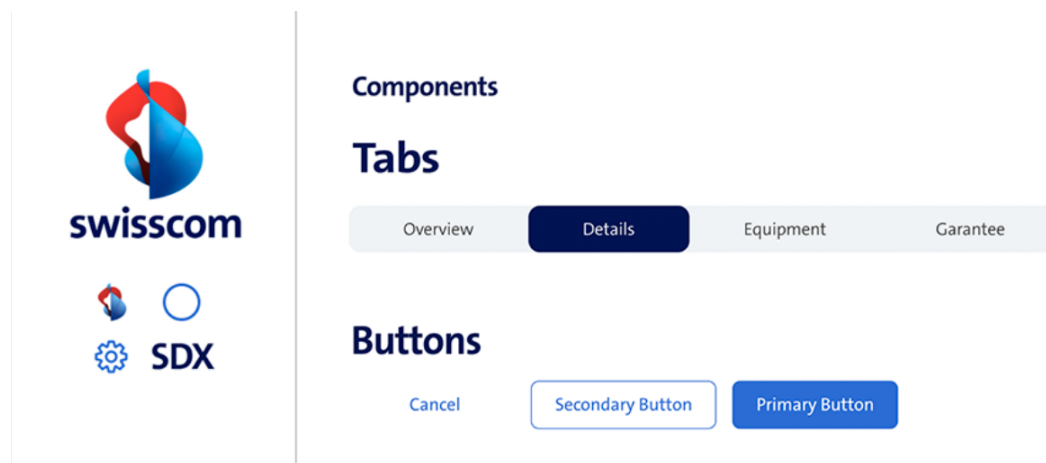 swisscom
SDX
Components
Tabs
Overview Details Equipment Garantee
Buttons
Cancel Secondary Button Primary Button